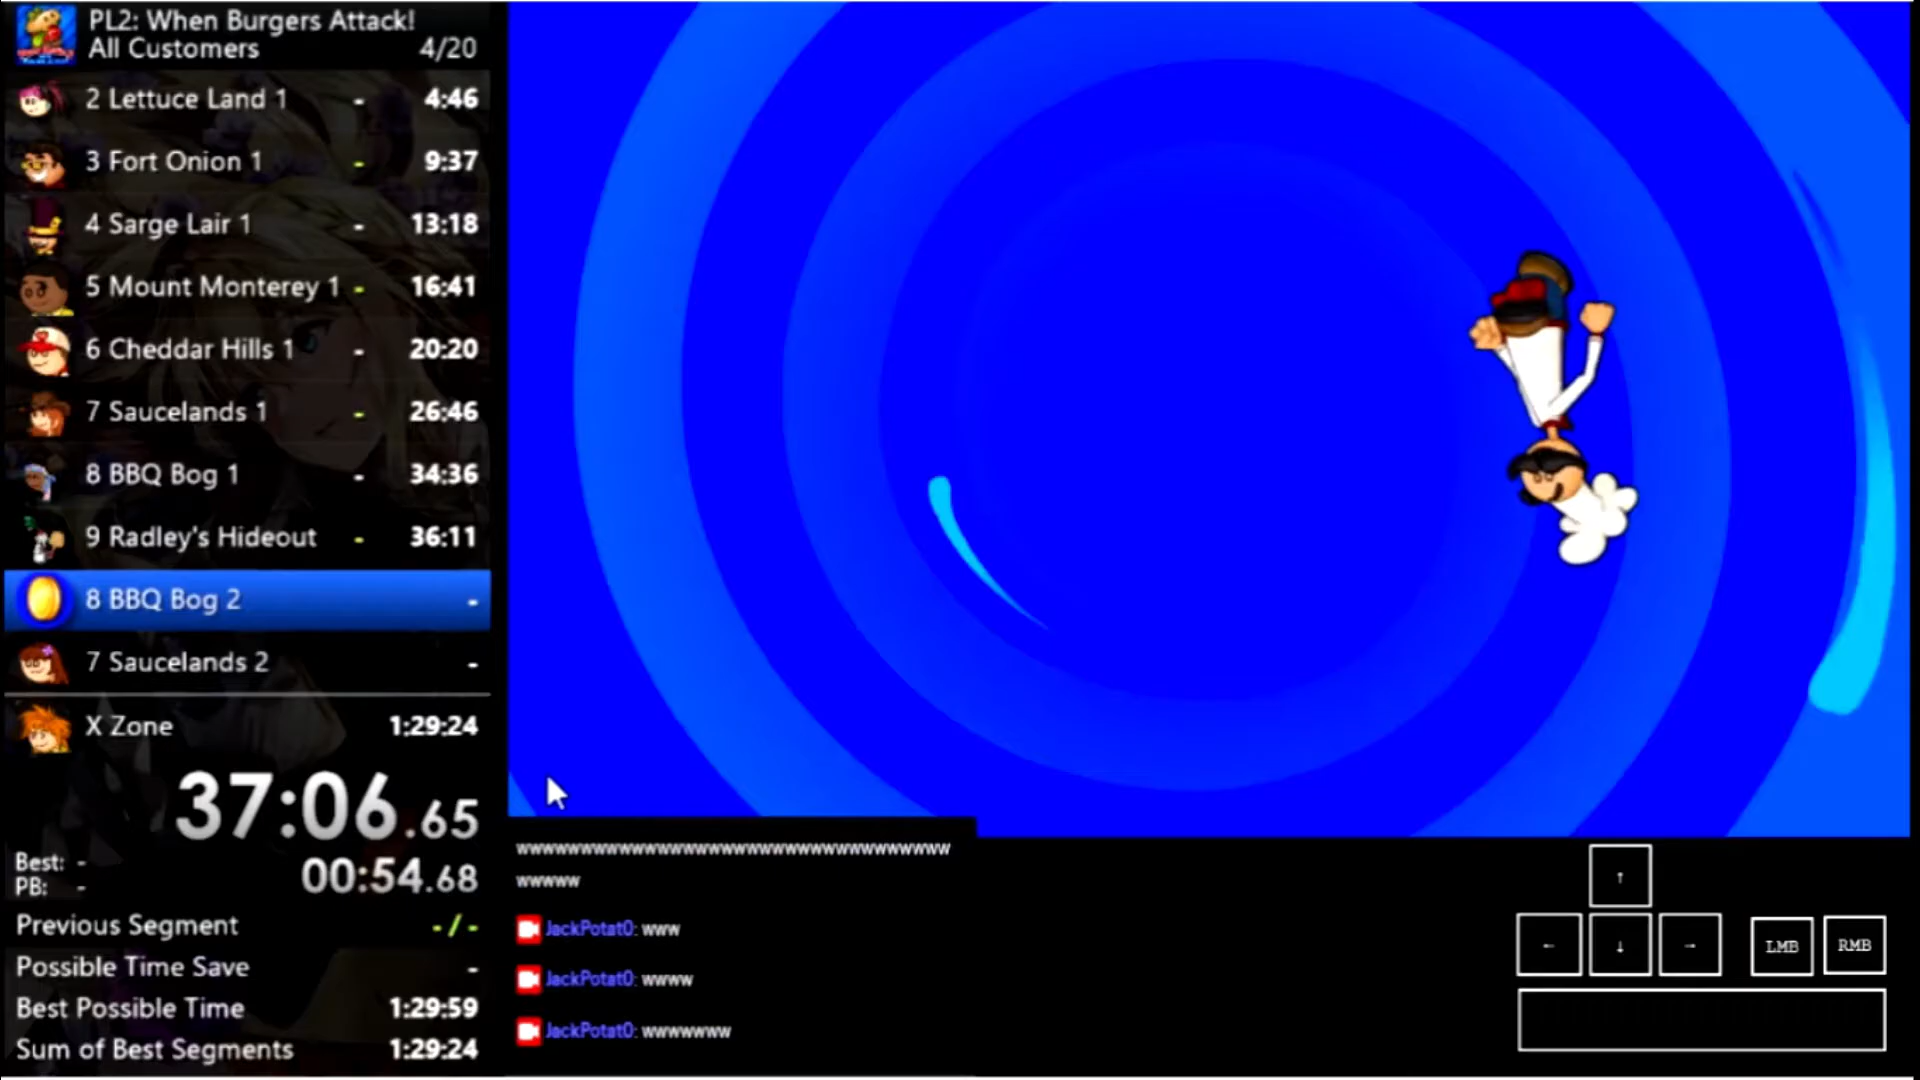 PL2: When Burgers Attack!
All Customers 4/20
2 Lettuce Land 1 - 4:46
3 Fort Onion 1 - 9:37
4 Sarge Lair 1 - 13:18
5 Mount Monterey 1 - 16:41
6 Cheddar Hills 1 - 20:20
7 Saucelands 1 - 26:46
8 BBQ Bog 1 - 34:36
9 Radley's Hideout - 36:11
8 BBQ Bog 2 -
7 Saucelands 2 -
X Zone 1:29:24
37:06.65
Best: -
PB: -
00:54.68
Previous Segment -/-
Possible Time Save -
Best Possible Time 1:29:59
Sum of Best Segments 1:29:24
wwwwwwwwwwwwwwwwwwwwwwwwwwwwwwwwww
wwwww
JackPotat0: www
JackPotat0: wwww
JackPotat0: wwwwwww
↑
← ↓ → LMB RMB